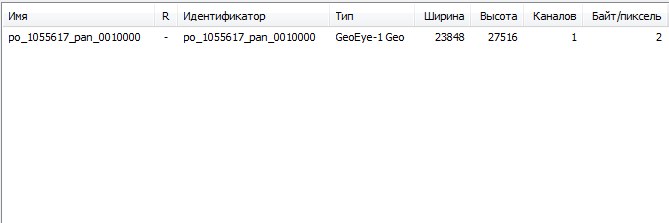 Имя R Идентификатор Тип Ширина Высота Каналов Байт/пиксель
po_1055617_pan_0010000 - po_1055617_pan_0010000 GeoEye-1 Geo 23848 27516 1 2